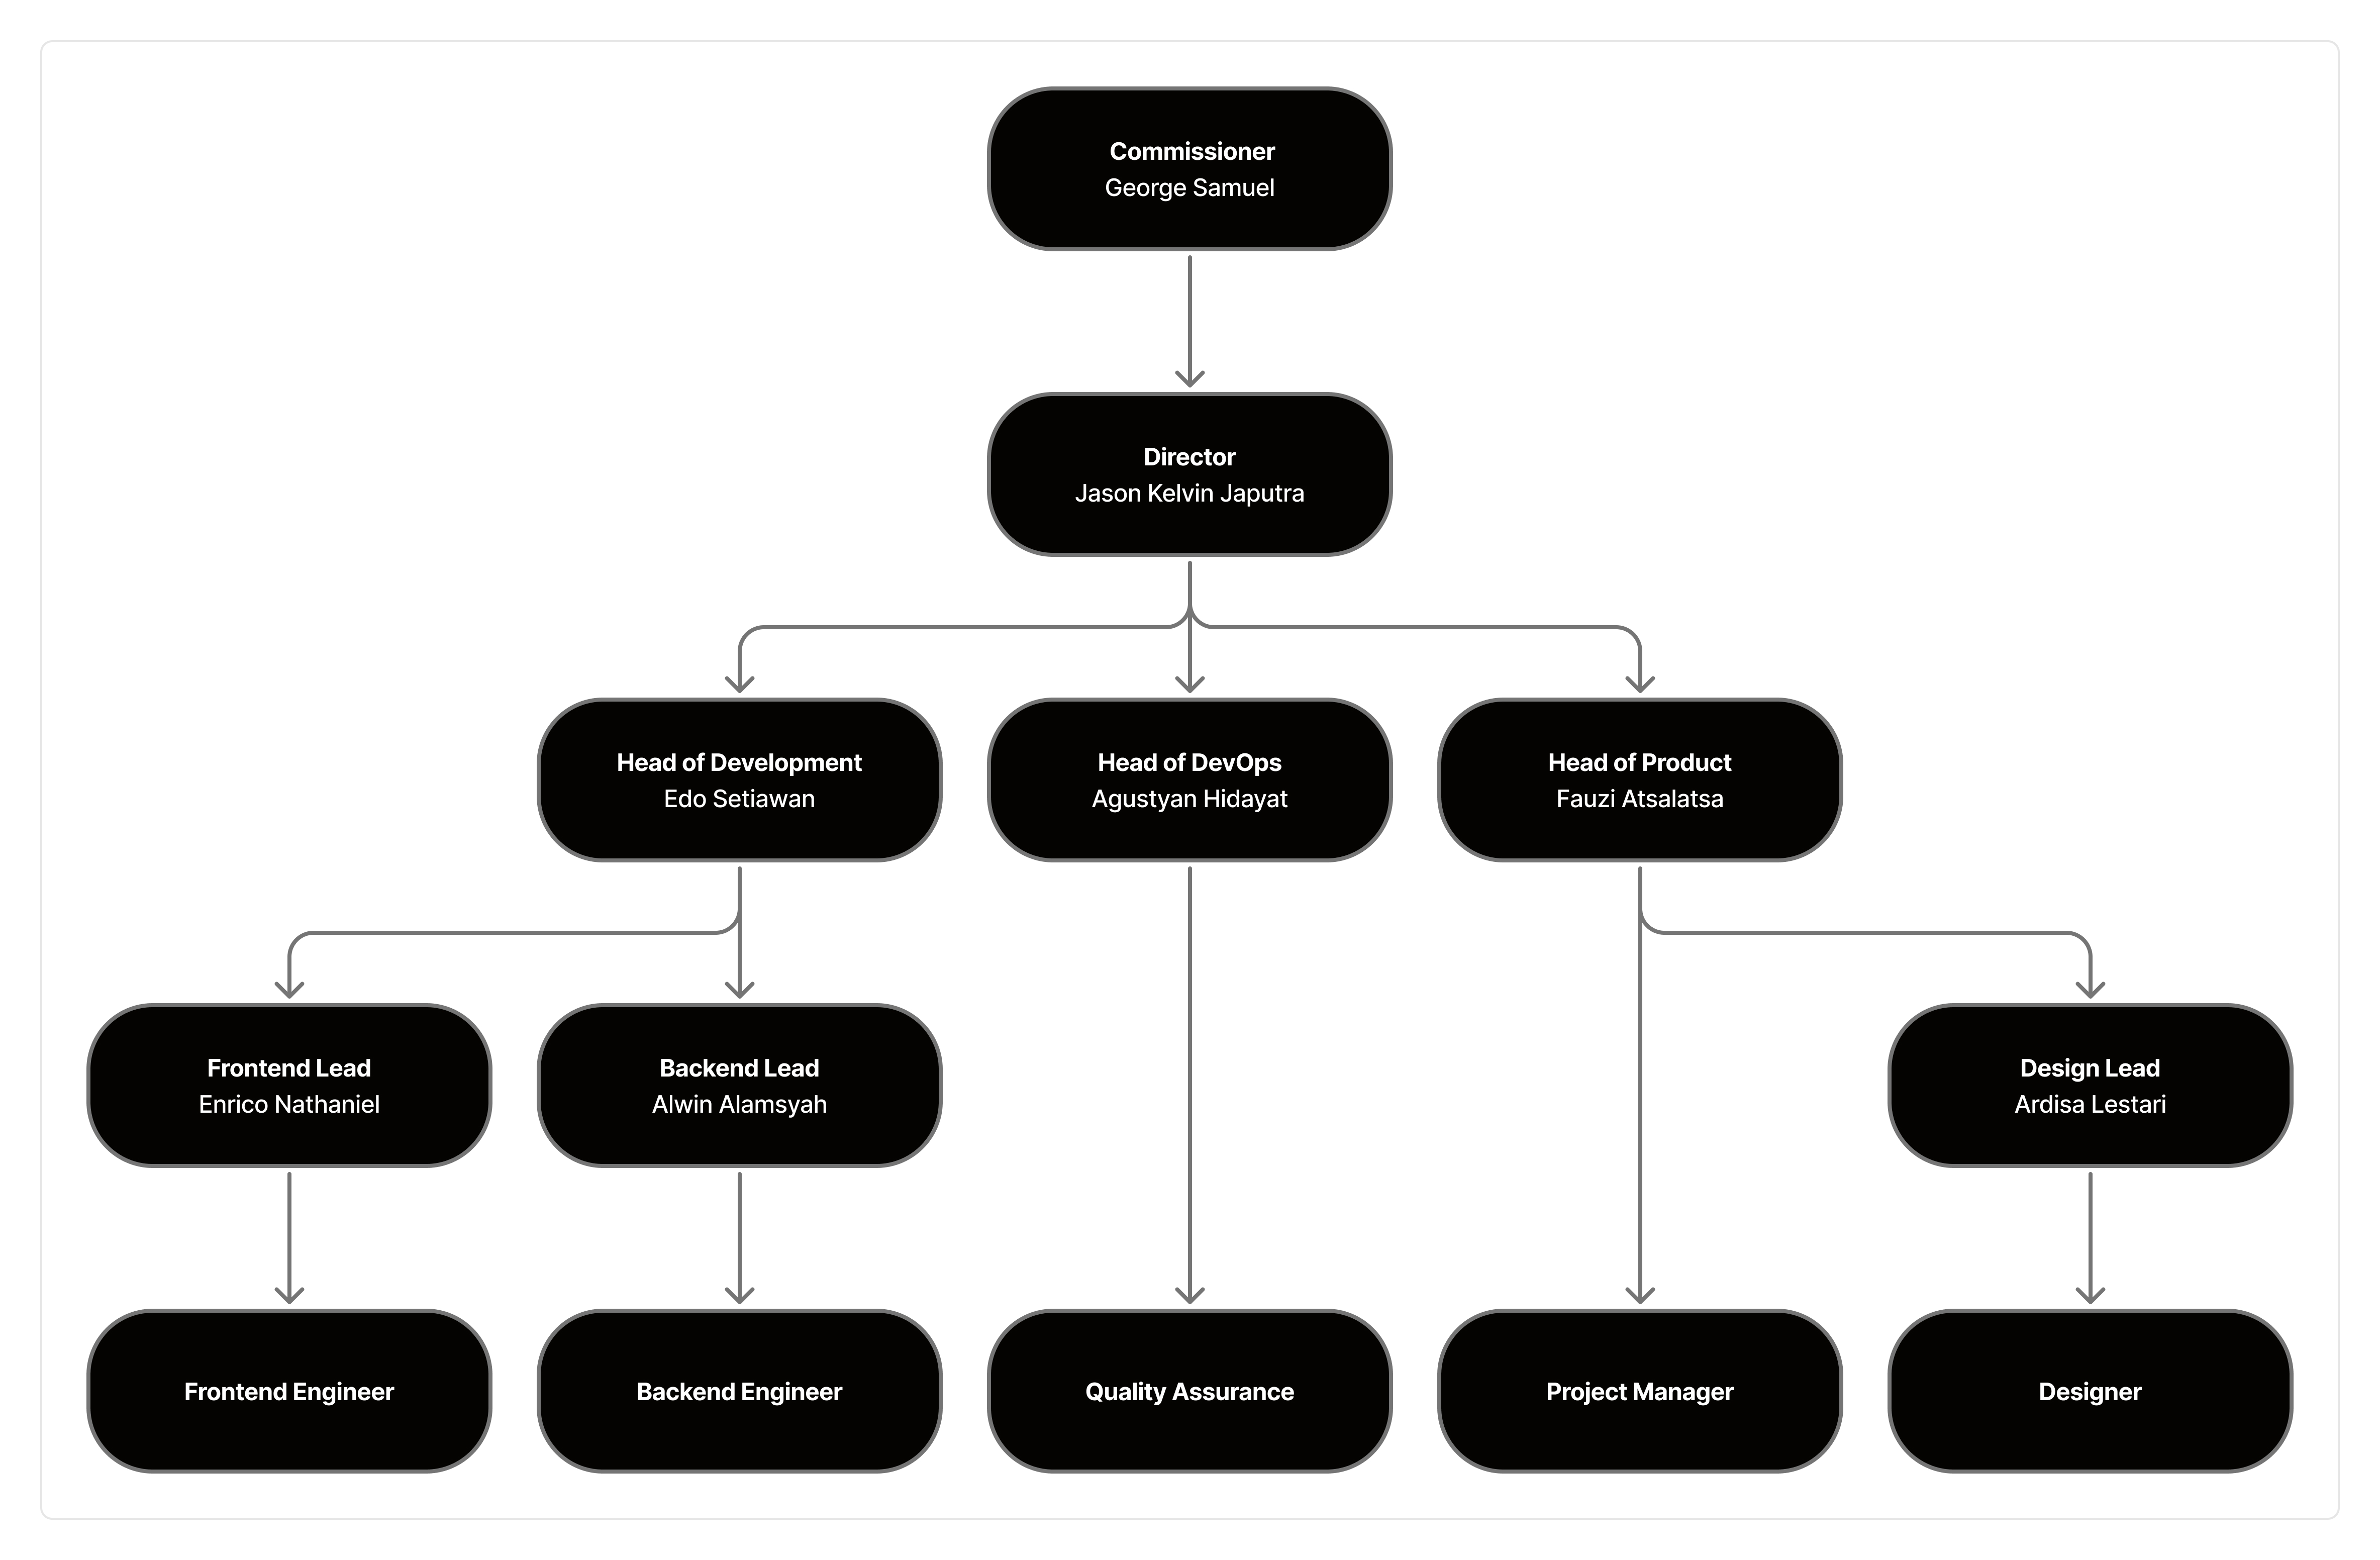 Commissioner
George Samuel
Director
Jason Kelvin Japutra
Head of Development
Edo Setiawan
Head of DevOps
Agustyan Hidayat
Head of Product
Fauzi Atsalatsa
Frontend Lead
Enrico Nathaniel
Backend Lead
Alwin Alamsyah
Design Lead
Ardisa Lestari
Frontend Engineer
Backend Engineer
Quality Assurance
Project Manager
Designer